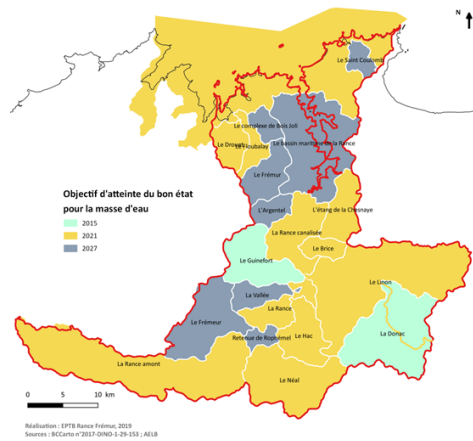 N
Le Saint Coulomb
Le complexe de Bois Joli
Le Drouet
Le Floubalay
Le bassin maritime de la Rance
Le Frémur
Objectif d'atteinte du bon état
pour la masse d'eau
2015
2021
2027
L'Argentel
L'étang de la Chesnaye
La Rance canalisée
Le Brice
Le Guinefort
Le Linon
La Vallée
Le Frémeur
La Rance
La Donac
Retenue de Rophémel
Le Hac
La Rance amont
Le Néal
0 5 10 km
Réalisation : EPTB Rance Frémur, 2019
Sources : BCCarto n°2017-DINO-1-29-153 ; AELB